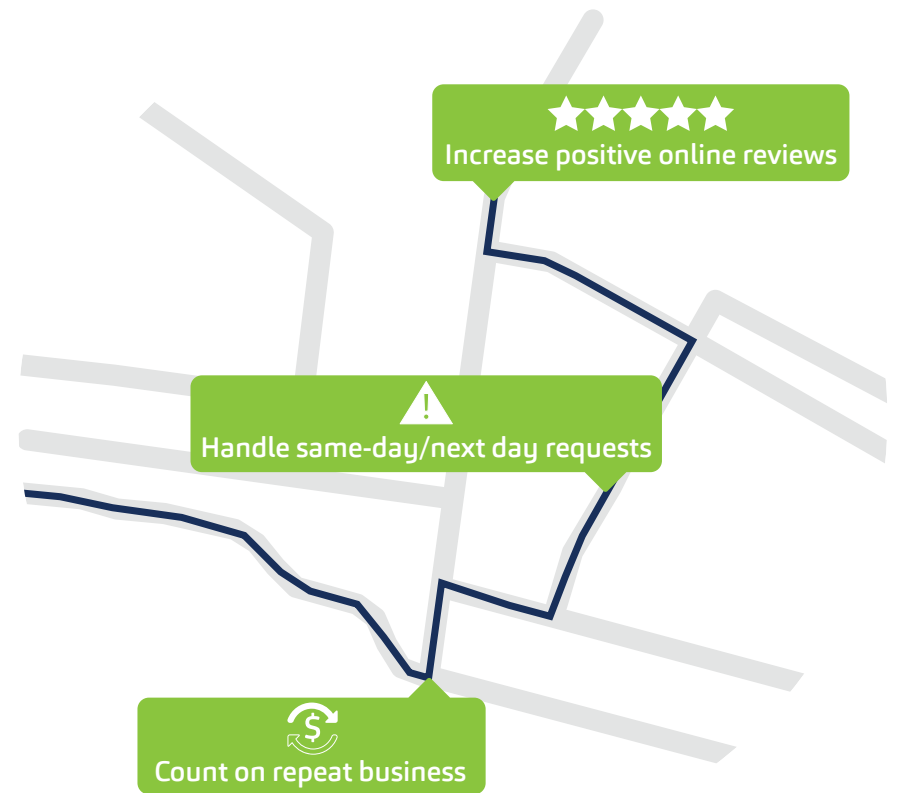 Increase positive online reviews
!
Handle same-day/next day requests
$
Count on repeat business